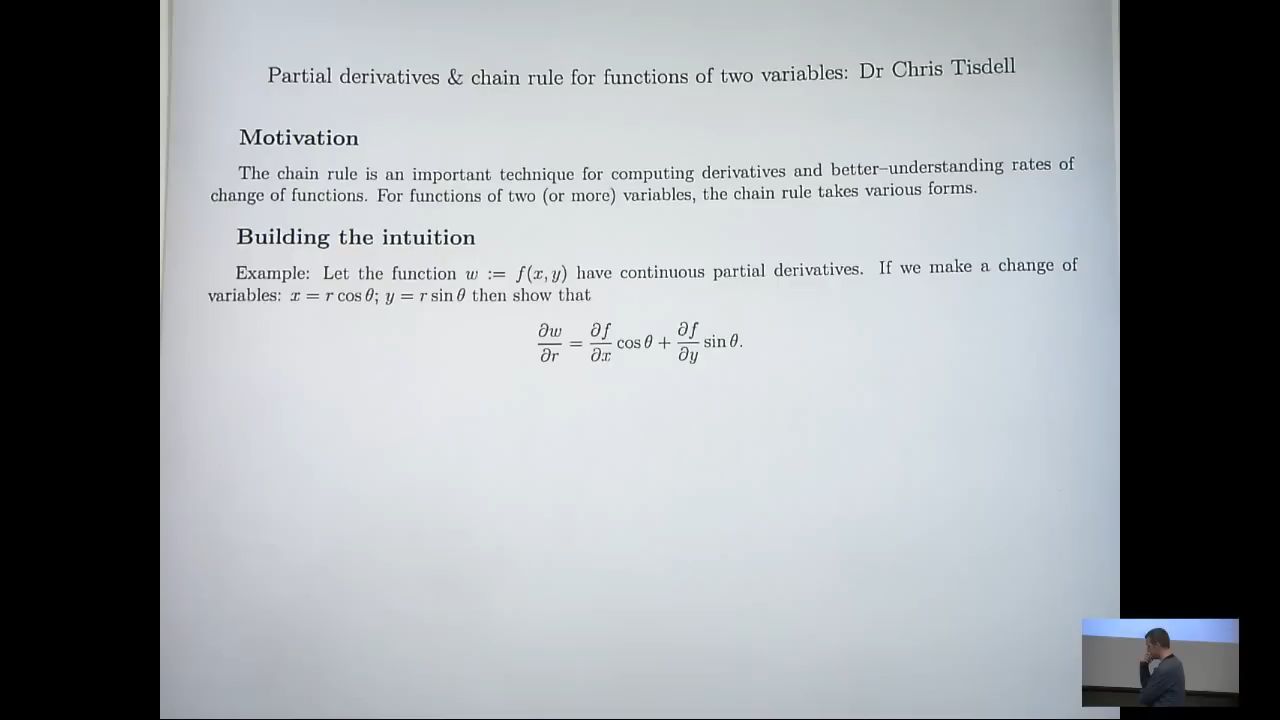 Partial derivatives & chain rule for functions of two variables: Dr Chris Tisdell
Motivation
The chain rule is an important technique for computing derivatives and better–understanding rates of
change of functions. For functions of two (or more) variables, the chain rule takes various forms.
Building the intuition
Example: Let the function w := f(x, y) have continuous partial derivatives. If we make a change of
variables: x = r cos θ; y = r sin θ then show that
∂w/∂r = ∂f/∂x cos θ + ∂f/∂y sin θ.